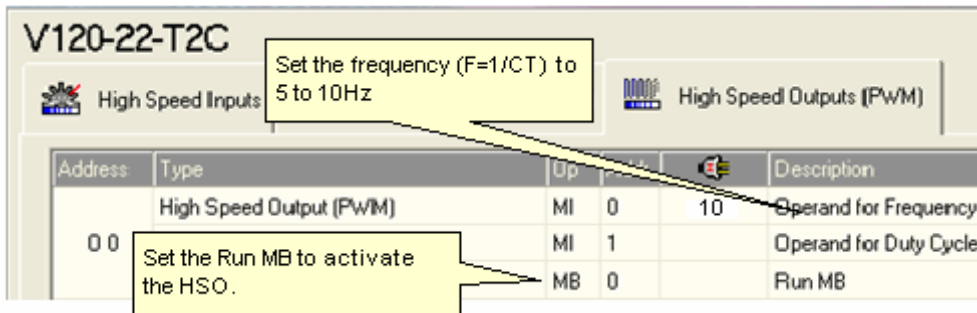 V120-22-T2C
Set the frequency (F=1/CT) to
5 to 10Hz
High Speed Inputs
High Speed Outputs (PWM)
Address Type Op Description
High Speed Output (PWM) MI 0 10 Operand for Frequency
0 0 MI 1 Operand for Duty Cycle
Set the Run MB to activate
the HSO.
MB 0 Run MB